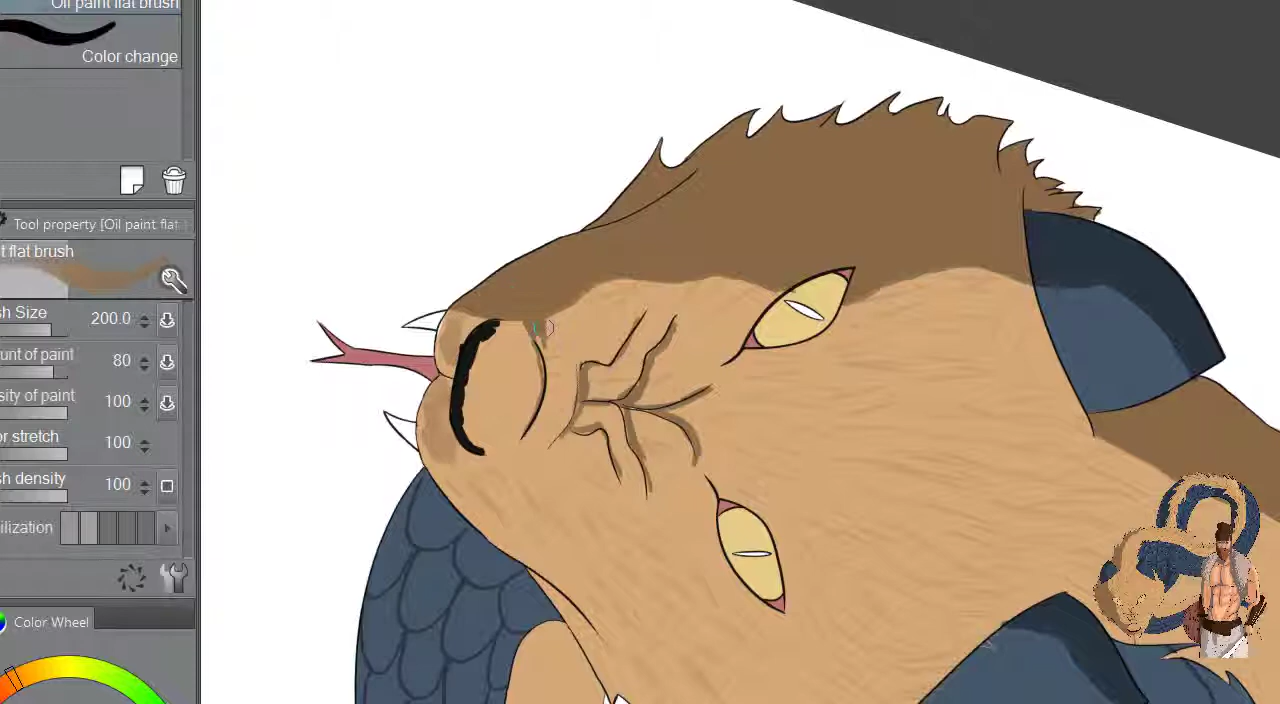 Oil paint flat brush
Color change
Tool property [Oil paint flat
t flat brush
sh Size 200.0
unt of paint 80
sity of paint 100
or stretch 100
sh density 100
ilization
Color Wheel